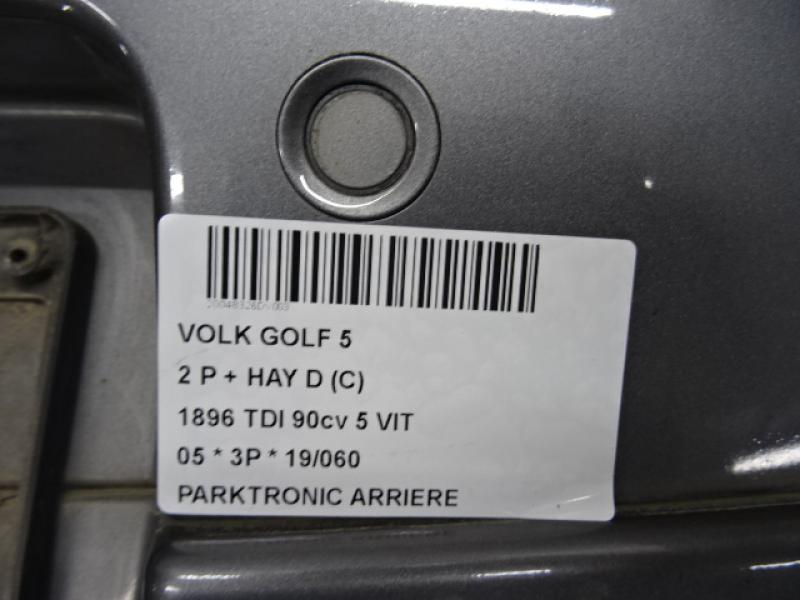 VOLK GOLF 5
2 P + HAY D (C)
1896 TDI 90cv 5 VIT
05 * 3P * 19/060
PARKTRONIC ARRIERE